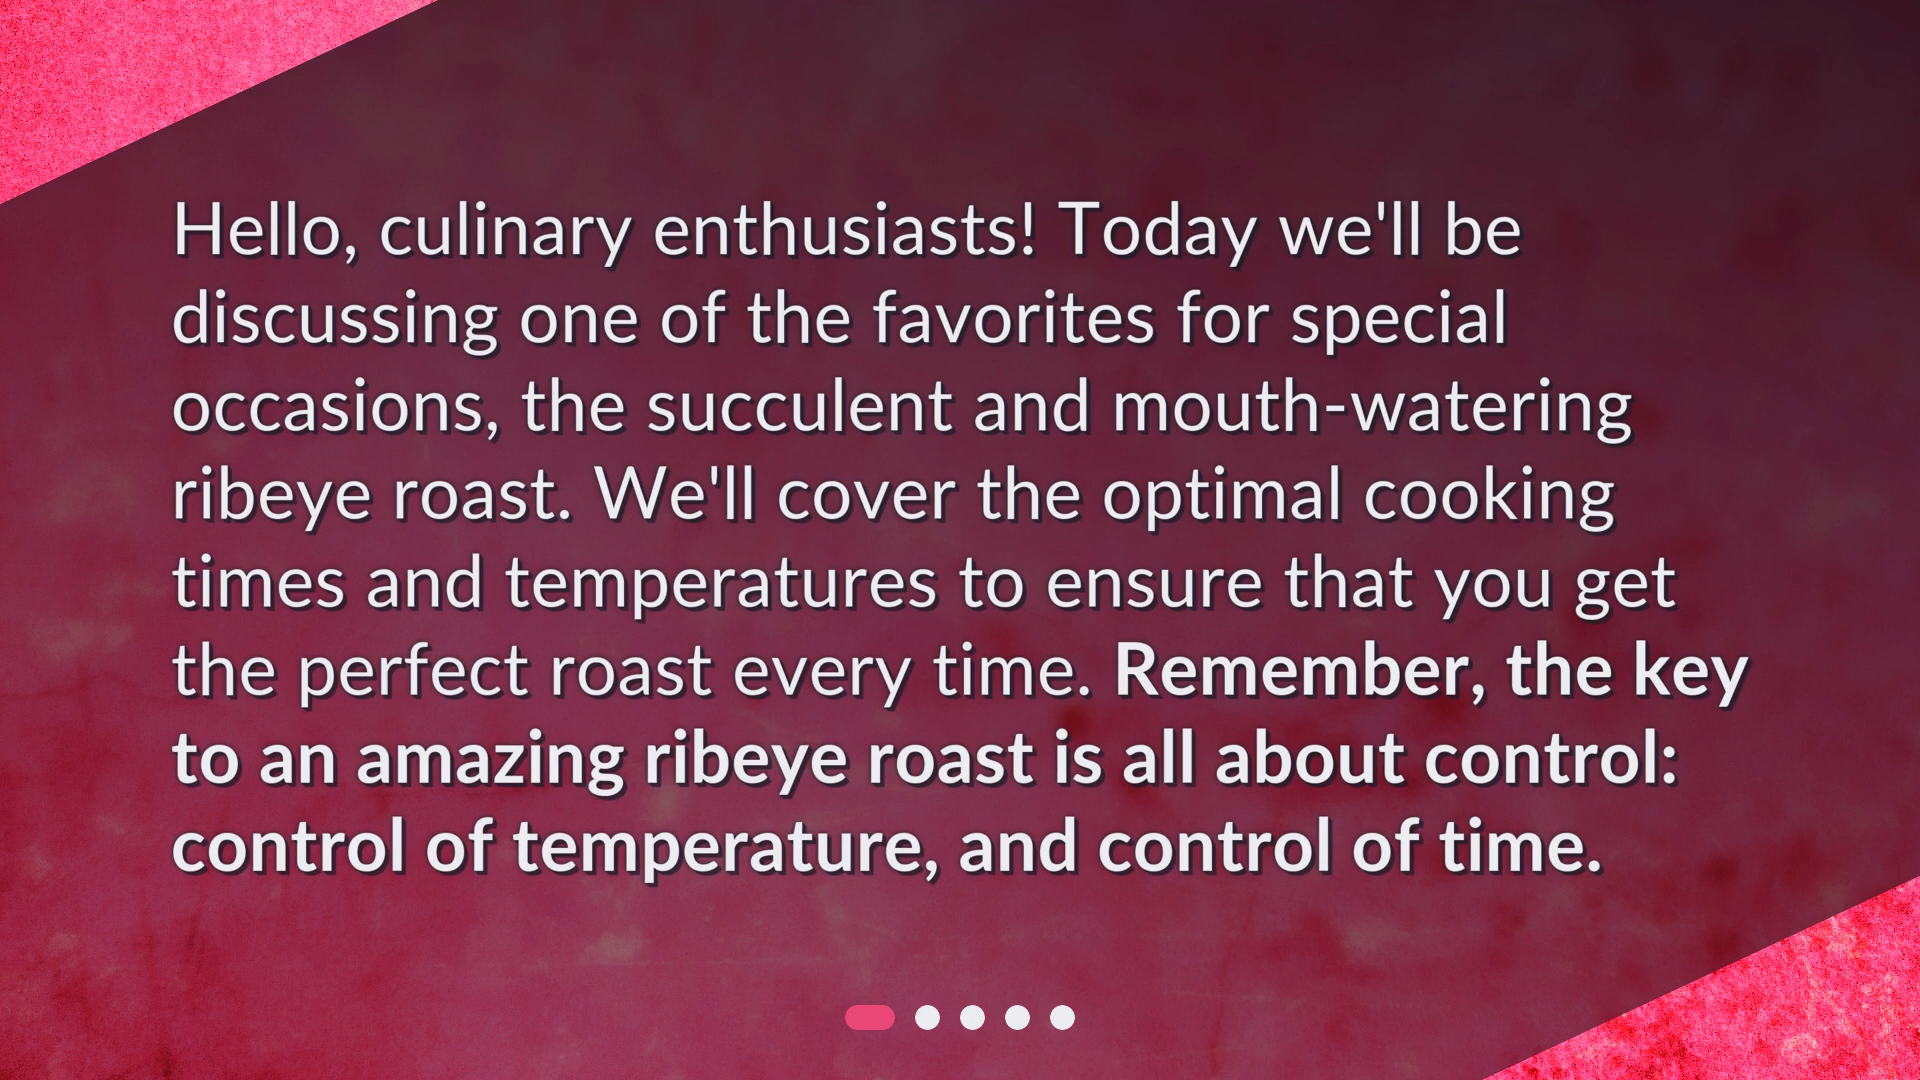 Hello, culinary enthusiasts! Today we'll be
discussing one of the favorites for special
occasions, the succulent and mouth-watering
ribeye roast. We'll cover the optimal cooking
times and temperatures to ensure that you get
the perfect roast every time. Remember, the key
to an amazing ribeye roast is all about control:
control of temperature, and control of time.